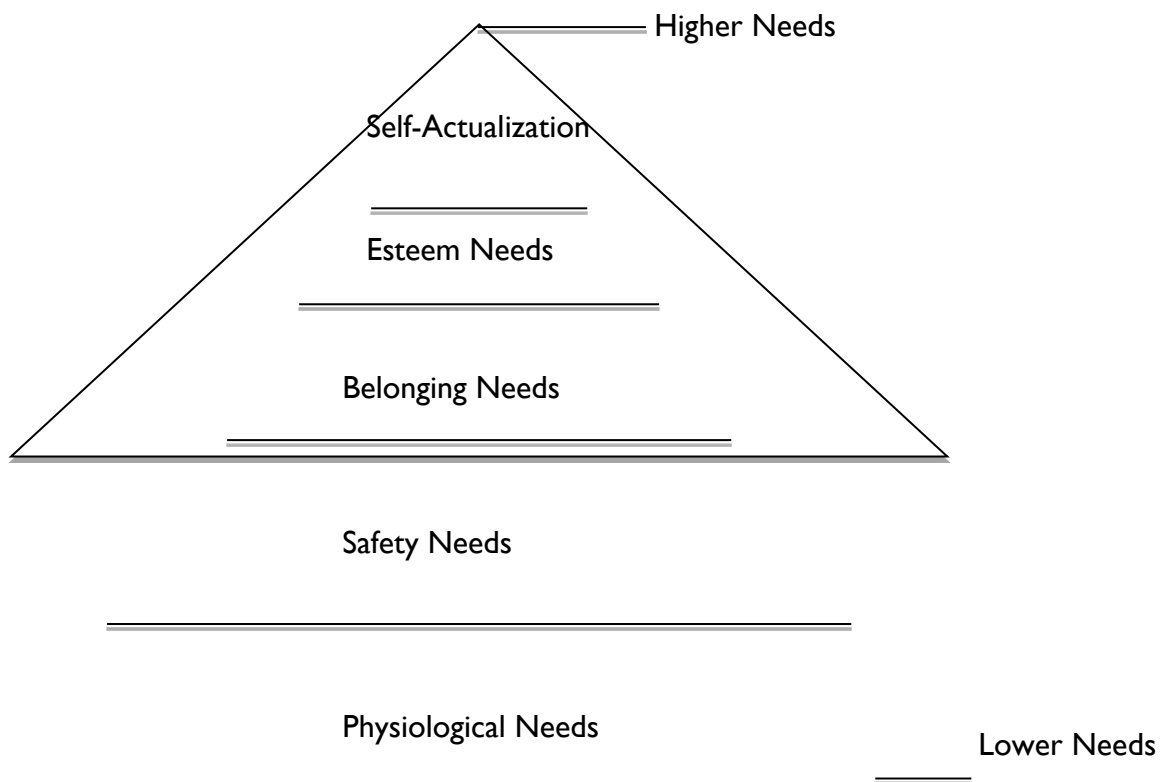 Higher Needs
Self-Actualization
Esteem Needs
Belonging Needs
Safety Needs
Physiological Needs
Lower Needs